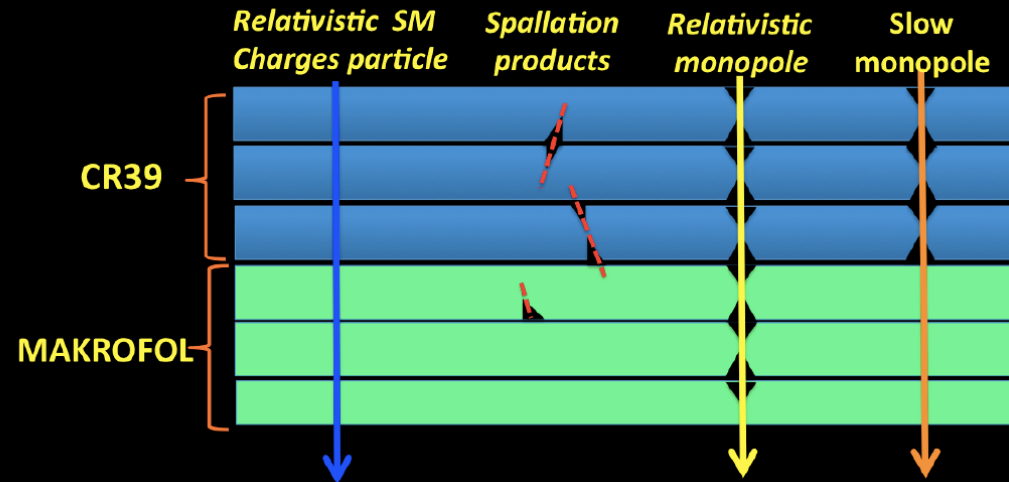 Relativistic SM
Charges particle
Spallation
products
Relativistic
monopole
Slow
monopole
CR39
MAKROFOL